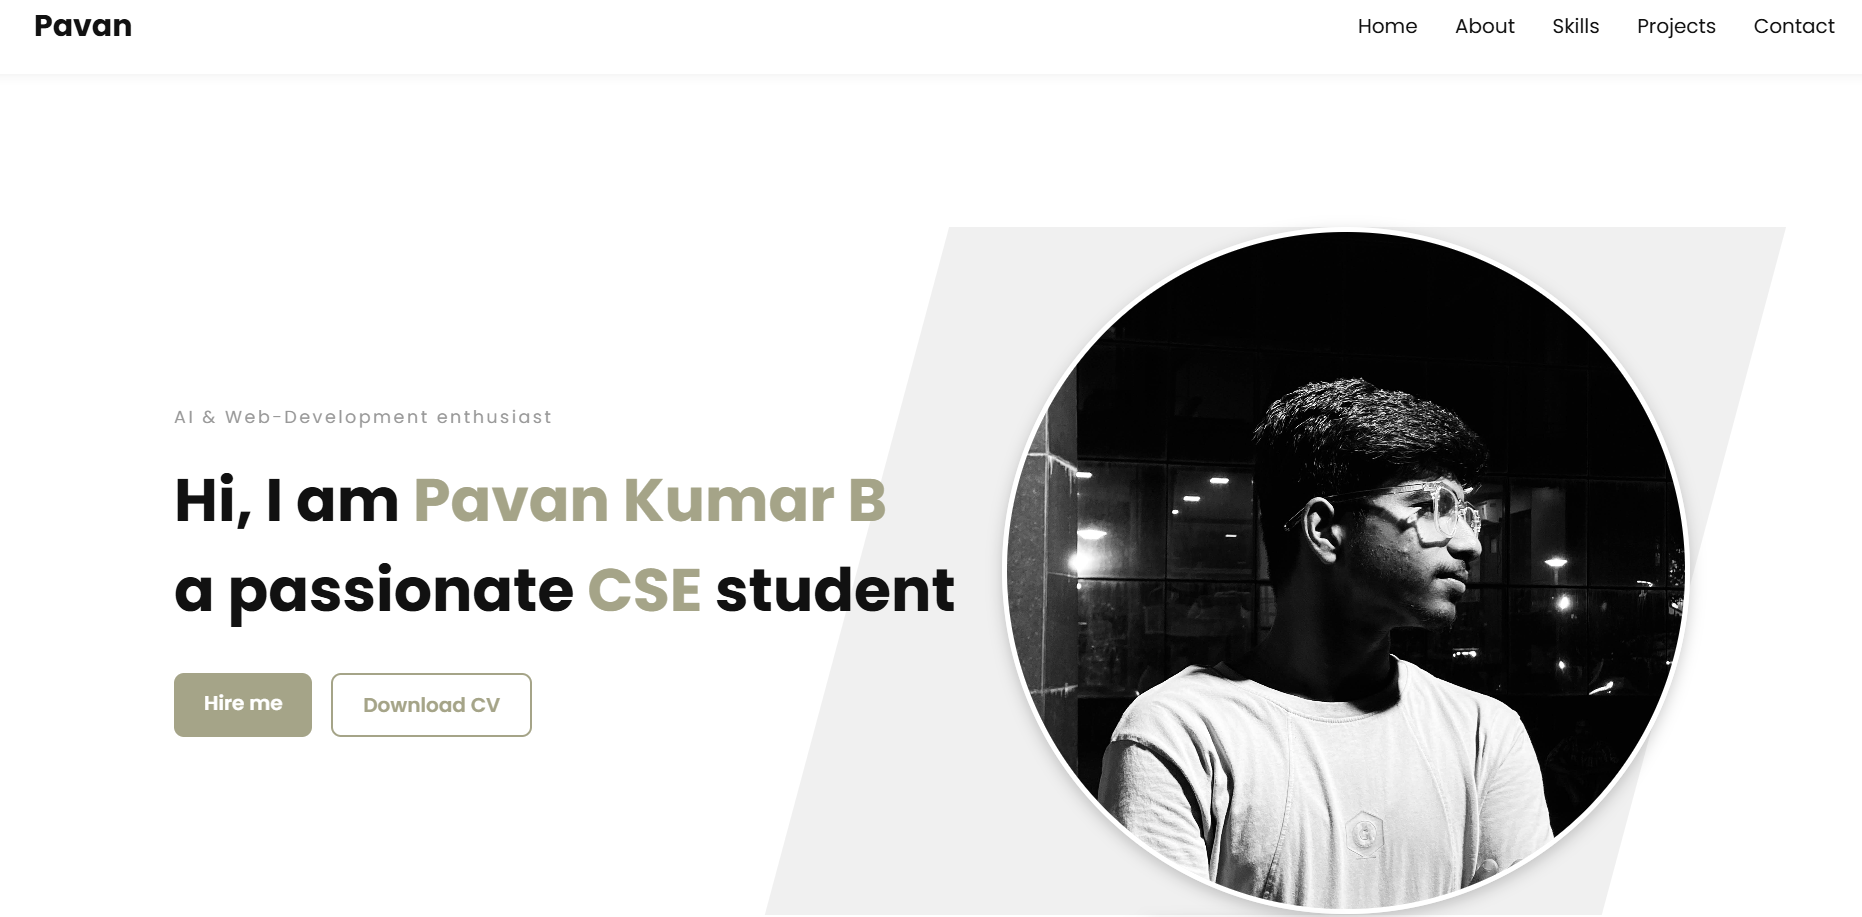 Pavan
Home About Skills Projects Contact
AI & Web-Development enthusiast
Hi, I am Pavan Kumar B
a passionate CSE student
Hire me
Download CV